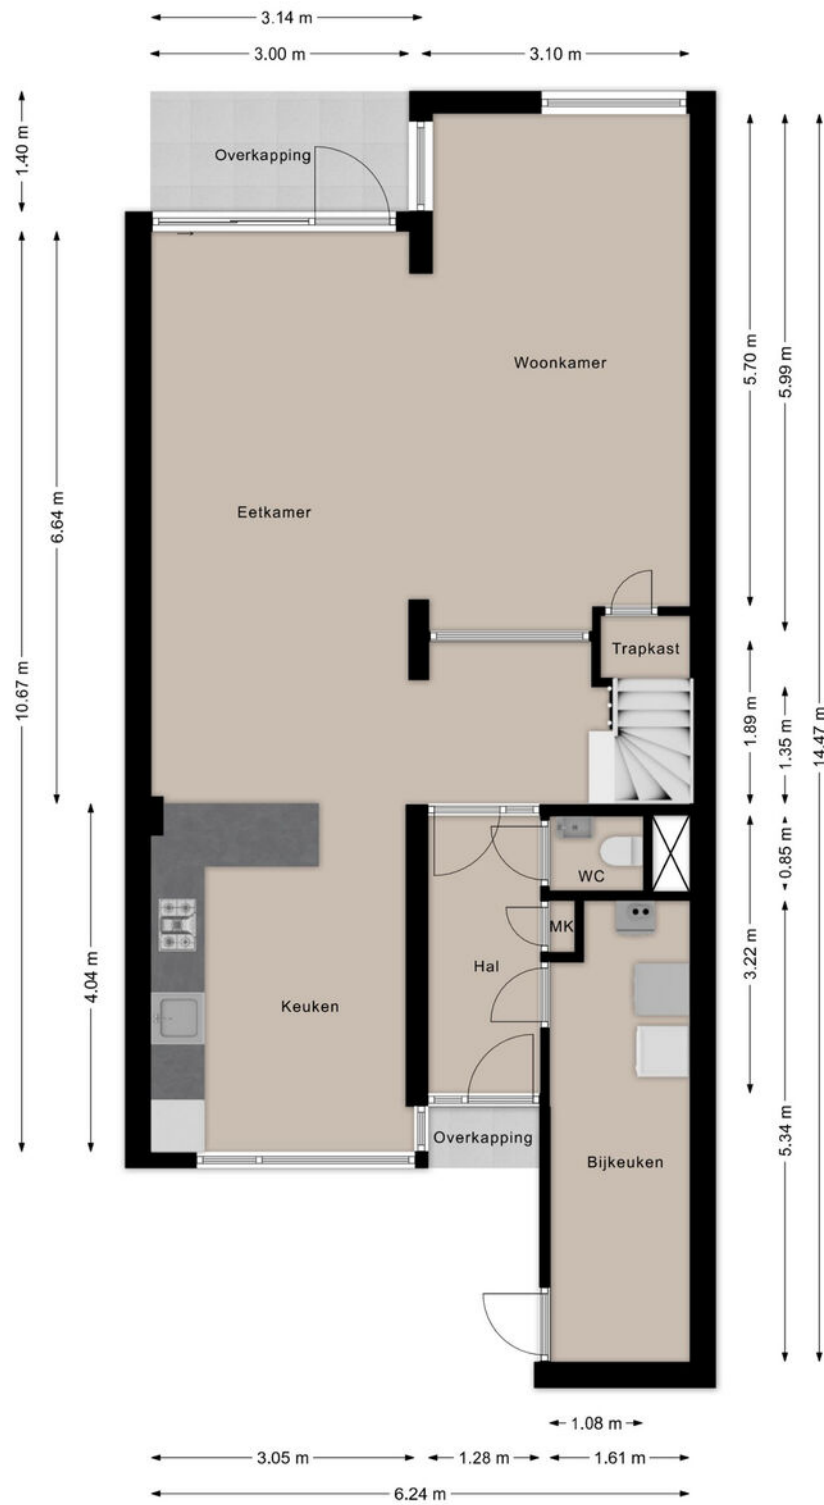 3.14 m
3.00 m
3.10 m
1.40 m
Overkapping
Woonkamer
5.70 m
5.99 m
Eetkamer
6.64 m
10.67 m
Trapkast
1.89 m
1.35 m
14.47 m
0.85 m
WC
MK
Hal
3.22 m
Keuken
4.04 m
Overkapping
Bijkeuken
5.34 m
1.08 m
3.05 m
1.28 m
1.61 m
6.24 m